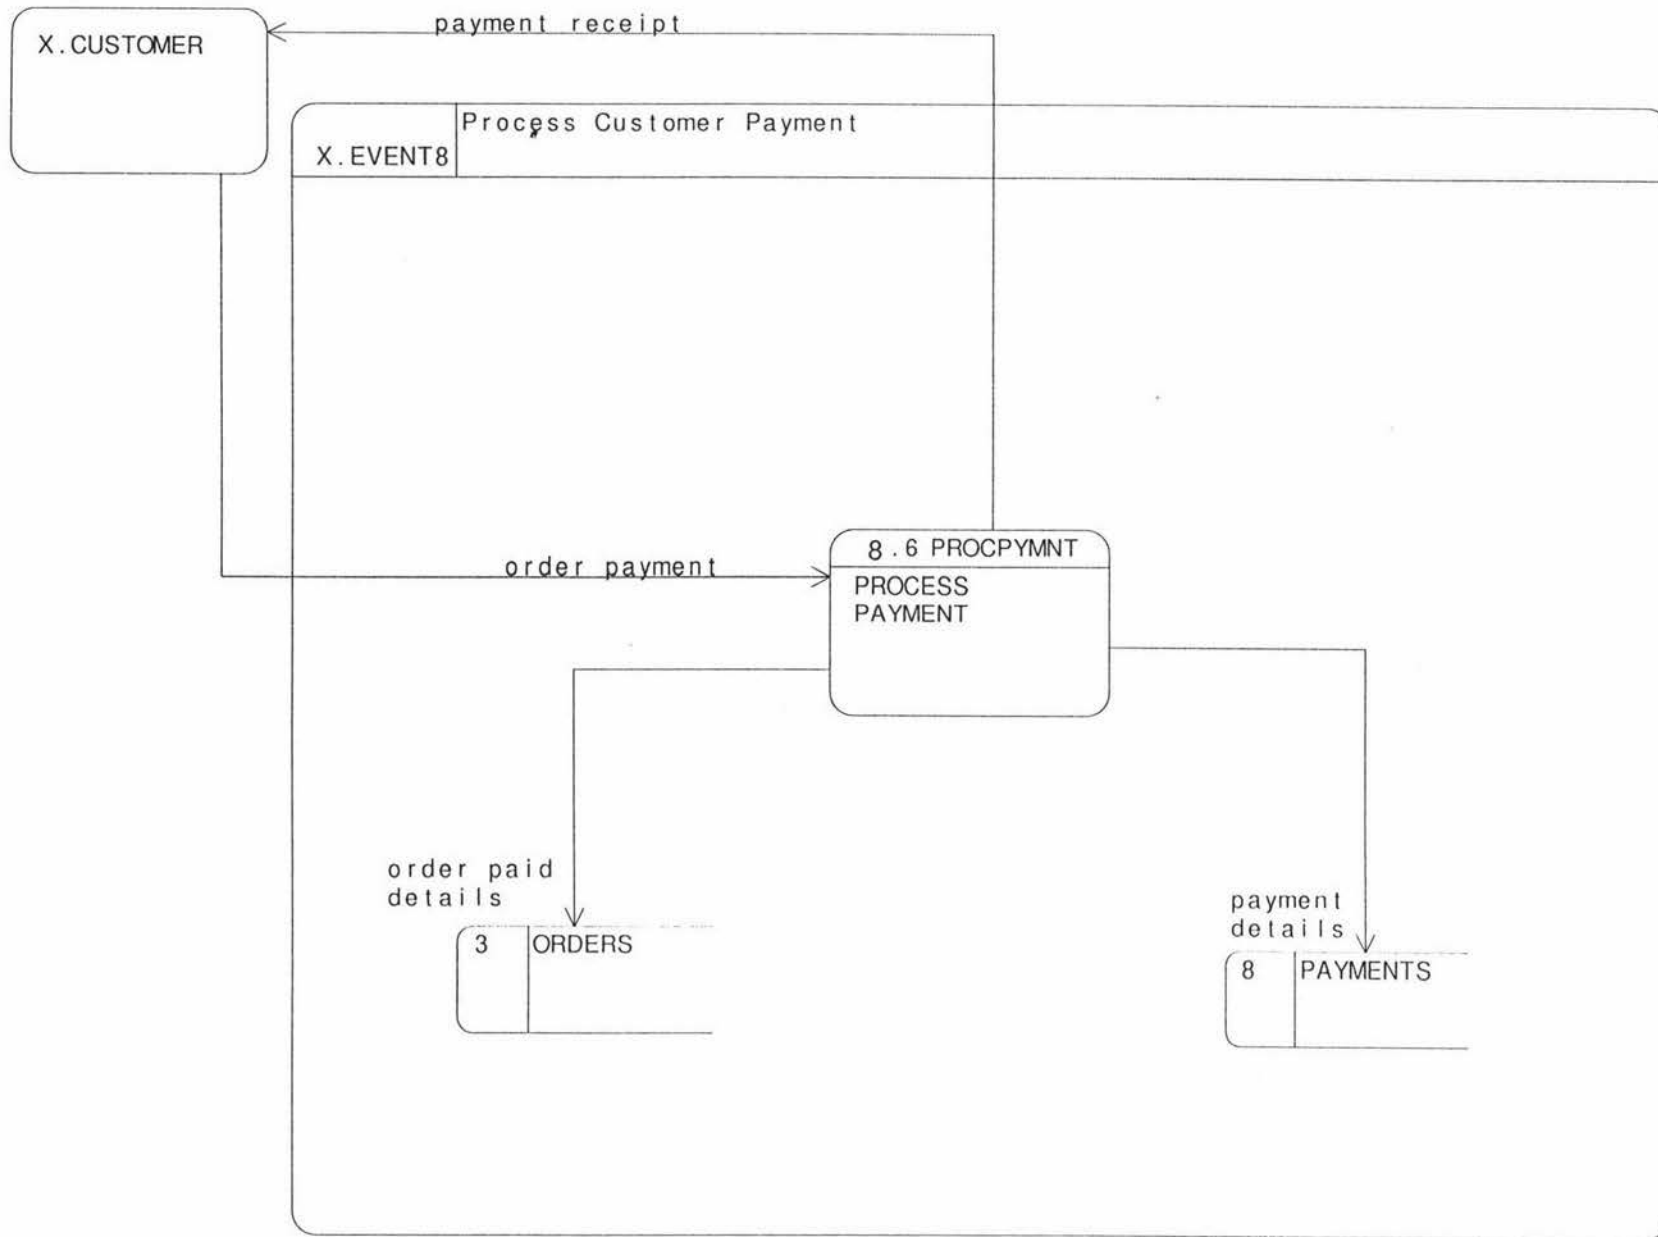 payment receipt
X.CUSTOMER
Process Customer Payment
X.EVENT8
8.6 PROCPYMNT
order payment
PROCESS
PAYMENT
order paid
details
payment
details
3 ORDERS
8 PAYMENTS